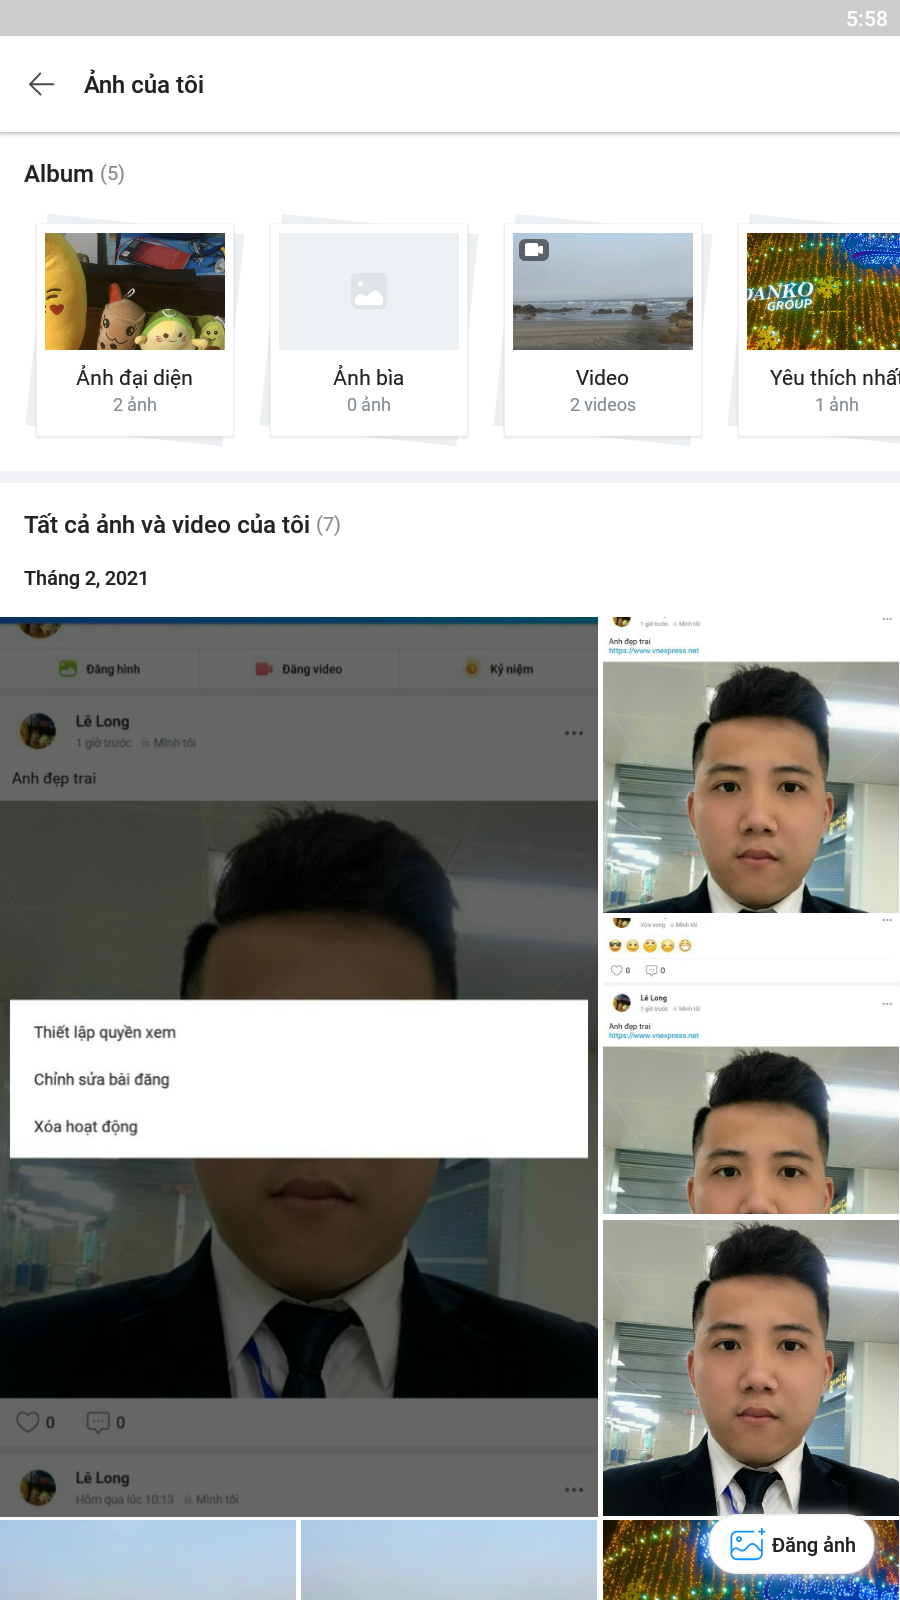 5:58
Ảnh của tôi
Album (5)
DANKO
GROUP
Ảnh đại diện
Ảnh bìa
Video
Yêu thích nhất
2 ảnh
0 ảnh
2 videos
1 ảnh
Tất cả ảnh và video của tôi (7)
Tháng 2, 2021
Đăng hình
Đăng video
Kỷ niệm
Lê Long
1 giờ trước Mình tôi
Anh đẹp trai
Thiết lập quyền xem
Chỉnh sửa bài đăng
Xóa hoạt động
0 0
Lê Long
Hôm qua lúc 10:13 Mình tôi
1 giờ trước Mình tôi
Anh đẹp trai
https://www.vnexpress.net
Vừa xong Mình tôi
0 0
Lê Long
1 giờ trước Mình tôi
Anh đẹp trai
https://www.vnexpress.net
Đăng ảnh